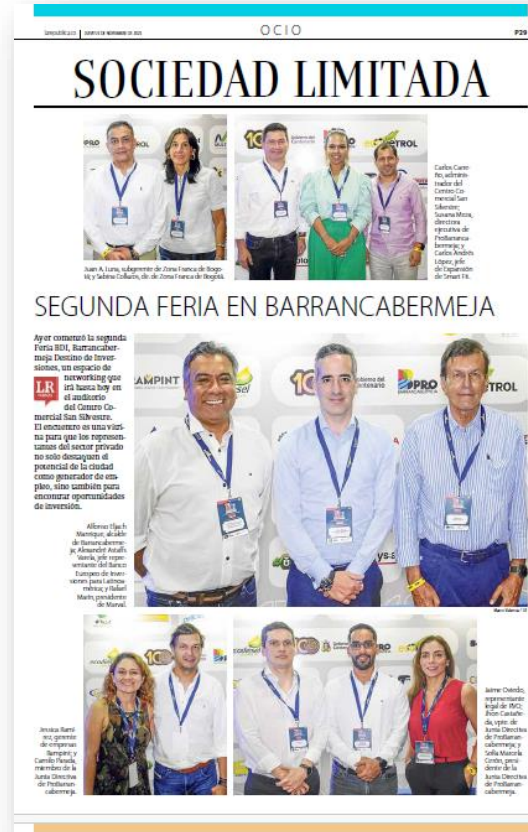 OCIO
P29
SOCIEDAD LIMITADA
Juan A. Luna, subgerente de Zona Franca de Bogo-
tá; y Sabina Collazos, dir. de Zona Franca de Bogotá.
Carlos Carre-
ño, adminis-
trador del
Centro Co-
mercial San
Silvestre;
Susana Meza,
directora
ejecutiva de
ProBarranca-
bermeja; y
Carlos Andrés
López, jefe
de Expansión
de Smart Fit.
SEGUNDA FERIA EN BARRANCABERMEJA
Ayer comenzó la segunda
Feria BDI, Barrancaber-
meja Destino de Inver-
siones, un espacio de
networking que
irá hasta hoy en
el auditorio
del Centro Co-
mercial San Silvestre.
El encuentro es una vitri-
na para que los represen-
tantes del sector privado
no solo destaquen el
potencial de la ciudad
como generador de em-
pleo, sino también para
encontrar oportunidades
de inversión.
LR
Alfonso Eljach
Manrique, alcalde
de Barrancaberme-
ja; Alexandre
Varela, jefe repre-
sentante del Banco
Europeo de Inver-
siones para Latinoa-
mérica; y Rafael
Marín, presidente
de Marval.
Jessica Ramí-
rez, gerente
de empresas
Rampint; y
Camilo Parada,
miembro de la
Junta Directiva
de ProBarran-
cabermeja.
Jaime Oviedo,
representante
legal de
Jhon Castañe-
da, vpte. de
Junta Directiva
de ProBarran-
cabermeja; y
Sofía Marcela
presi-
dente de la
Junta Directiva
de ProBarran-
cabermeja.